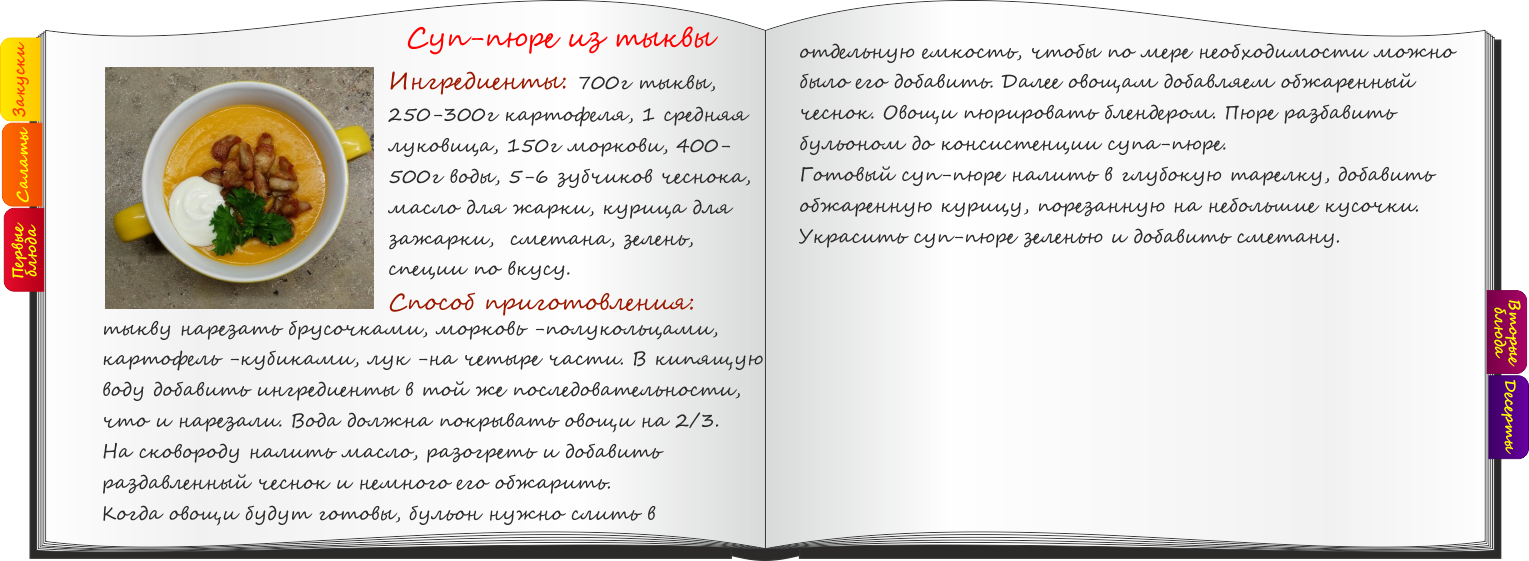 Суп-пюре из тыквы
Ингредиенты: 700г тыквы,
250-300г картофеля, 1 средняя
луковица, 150г моркови, 400-
500г воды, 5-6 зубчиков чеснока,
масло для жарки, курица для
зажарки, сметана, зелень,
специи по вкусу.
Способ приготовления:
тыкву нарезать брусочками, морковь -полукольцами,
картофель -кубиками, лук -на четыре части. В кипящую
воду добавить ингредиенты в той же последовательности,
что и нарезали. Вода должна покрывать овощи на 2/3.
На сковороду налить масло, разогреть и добавить
раздавленный чеснок и немного его обжарить.
Когда овощи будут готовы, бульон нужно слить в
отдельную емкость, чтобы по мере необходимости можно
было его добавить. Далее овощам добавляем обжаренный
чеснок. Овощи пюрировать блендером. Пюре разбавить
бульоном до консистенции супа-пюре.
Готовый суп-пюре налить в глубокую тарелку, добавить
обжаренную курицу, порезанную на небольшие кусочки.
Украсить суп-пюре зеленью и добавить сметану.
Закуски
Салаты
Первые
блюда
Вторые
блюда
Десерты